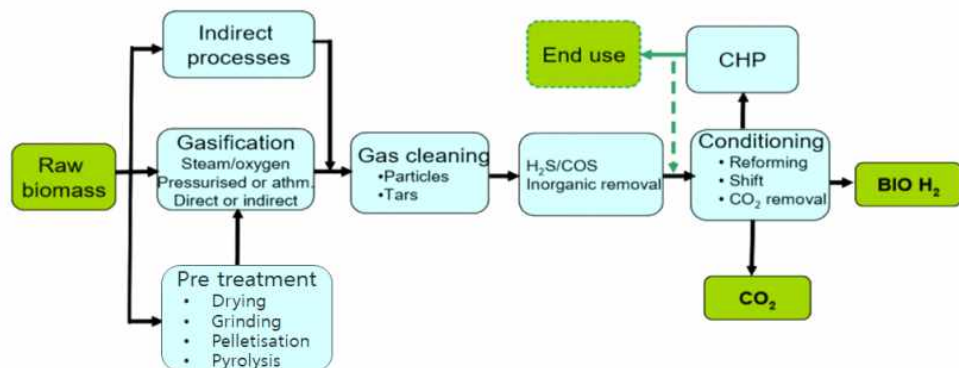 Indirect
processes
End use
CHP
Raw
biomass
Gasification
Steam/oxygen
Pressurised or athm.
Direct or indirect
Gas cleaning
•Particles
•Tars
H₂S/COS
Inorganic removal
Conditioning
• Reforming
• Shift
• CO₂ removal
BIO H₂
Pre treatment
• Drying
• Grinding
• Pelletisation
• Pyrolysis
CO₂